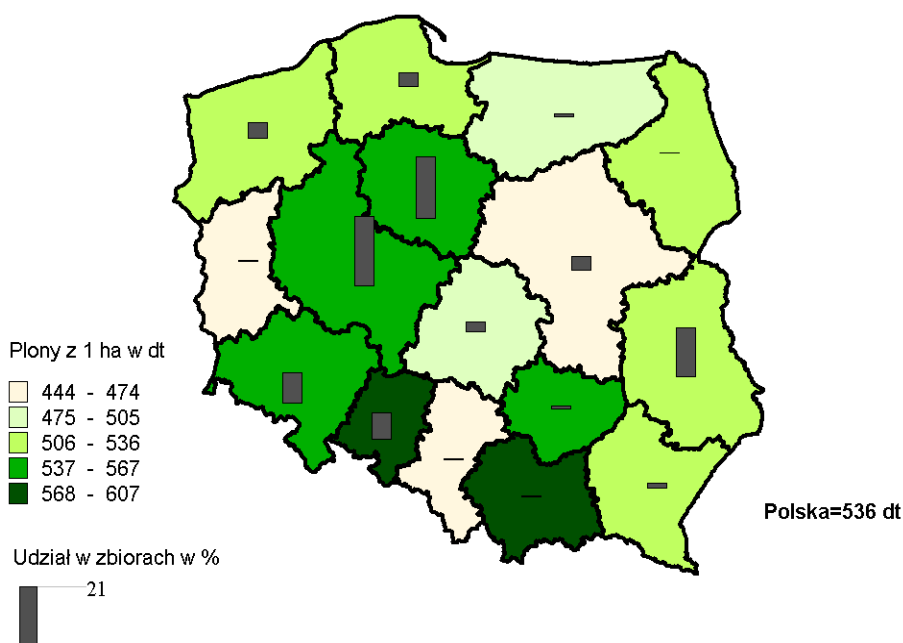 Plony z 1 ha w dt
444 - 474
475 - 505
506 - 536
537 - 567
568 - 607
Polska=536 dt
Udział w zbiorach w %
21